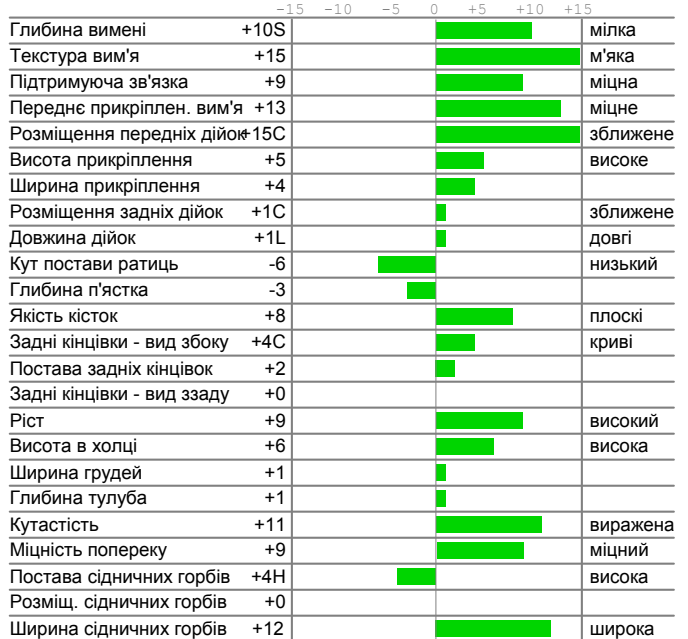 -15 -10 -5 0 +5 +10 +15
Глибина вимені +10S мілка
Текстура вим'я +15 м'яка
Підтримуюча зв'язка +9 міцна
Переднє прикріплен. вим'я +13 міцне
Розміщення передніх дійок +15C зближене
Висота прикріплення +5 високе
Ширина прикріплення +4
Розміщення задніх дійок +1C зближене
Довжина дійок +1L довгі
Кут постави ратиць -6 низький
Глибина п'ястка -3
Якість кісток +8 плоскі
Задні кінцівки - вид збоку +4C криві
Постава задніх кінцівок +2
Задні кінцівки - вид ззаду +0
Ріст +9 високий
Висота в холці +6 висока
Ширина грудей +1
Глибина тулуба +1
Кутастість +11 виражена
Міцність попереку +9 міцний
Постава сідничних горбів +4H висока
Розміщ. сідничних горбів +0
Ширина сідничних горбів +12 широка